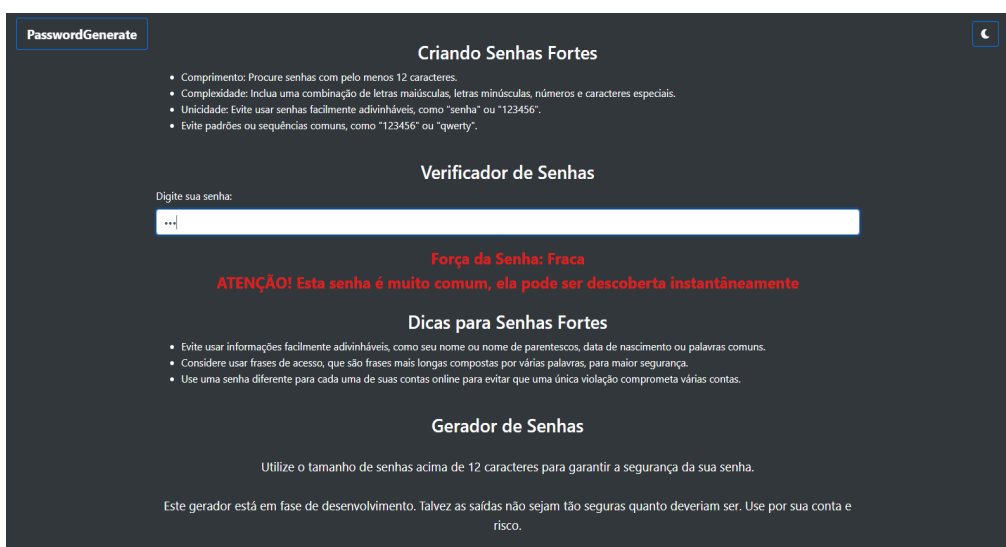 PasswordGenerate
Criando Senhas Fortes
• Comprimento: Procure senhas com pelo menos 12 caracteres.
• Complexidade: Inclua uma combinação de letras maiúsculas, letras minúsculas, números e caracteres especiais.
• Unicidade: Evite usar senhas facilmente adivinháveis, como "senha" ou "123456".
• Evite padrões ou sequências comuns, como "123456" ou "qwerty".
Verificador de Senhas
Digite sua senha:
•••
Força da Senha: Fraca
ATENÇÃO! Esta senha é muito comum, ela pode ser descoberta instantâneamente
Dicas para Senhas Fortes
• Evite usar informações facilmente adivinháveis, como seu nome ou nome de parentescos, data de nascimento ou palavras comuns.
• Considere usar frases de acesso, que são frases mais longas compostas por várias palavras, para maior segurança.
• Use uma senha diferente para cada uma de suas contas online para evitar que uma única violação comprometa várias contas.
Gerador de Senhas
Utilize o tamanho de senhas acima de 12 caracteres para garantir a segurança da sua senha.
Este gerador está em fase de desenvolvimento. Talvez as saídas não sejam tão seguras quanto deveriam ser. Use por sua conta e
risco.